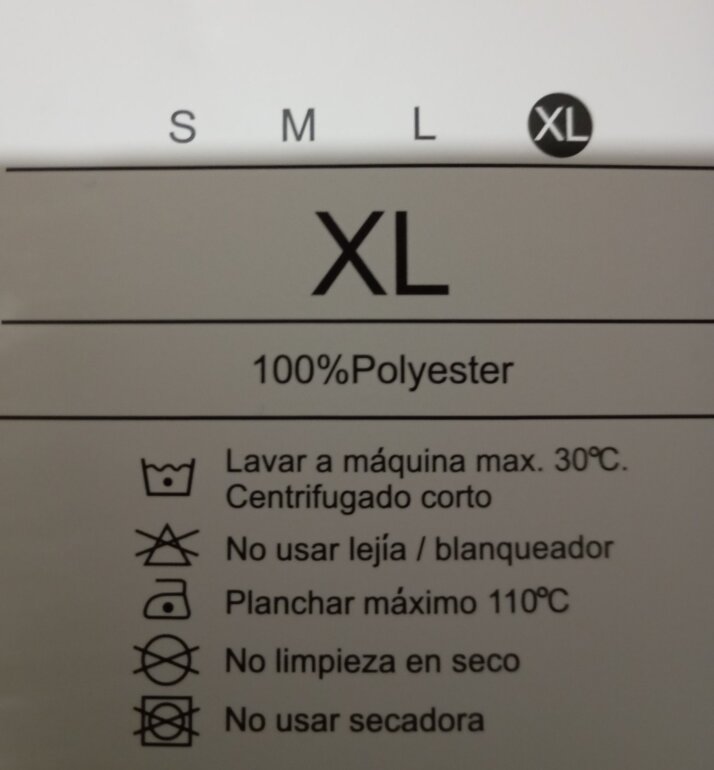 S M L XL
XL
100%Polyester
Lavar a máquina max. 30ºC.
Centrifugado corto
No usar lejía / blanqueador
Planchar máximo 110ºC
No limpieza en seco
No usar secadora